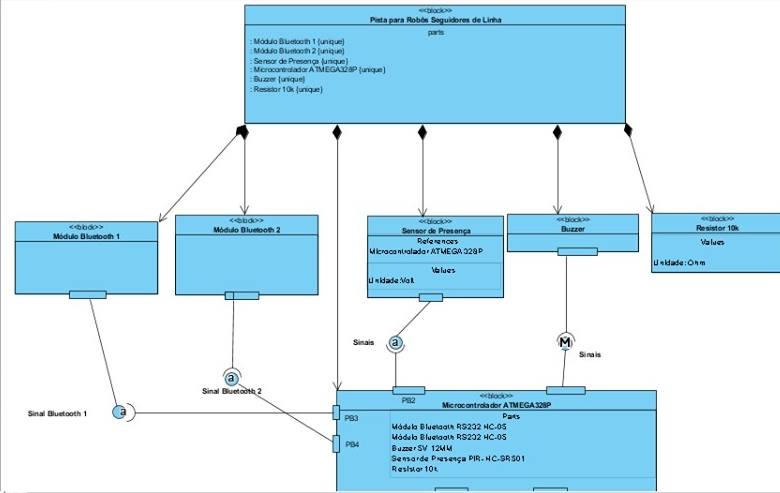 <<block>>
Pista para Robôs Seguidores de Linha
parts
: Módulo Bluetooth 1 {unique}
: Módulo Bluetooth 2 {unique}
: Sensor de Presença {unique}
: Microcontrolador ATMEGA328P {unique}
: Buzzer {unique}
: Resistor 10k {unique}
<<block>>
Módulo Bluetooth 1
<<block>>
Módulo Bluetooth 2
<<block>>
Sensor de Presença
References
Microcontrolador ATMEGA328P
Values
Unidade:Volt
<<block>>
Buzzer
<<block>>
Resistor 10k
Values
Unidade: Ohm
Sinais
a
M
Sinais
a
Sinal Bluetooth 2
Sinal Bluetooth 1
a
PB2
PB3
PB4
<<block>>
Microcontrolador ATMEGA328P
Parts
Módulo Bluetooth RS232 HC-05
Módulo Bluetooth RS232 HC-05
Buzzer 5V 12MM
Sensor de Presença PIR- HC-SR501
Resistor 10k